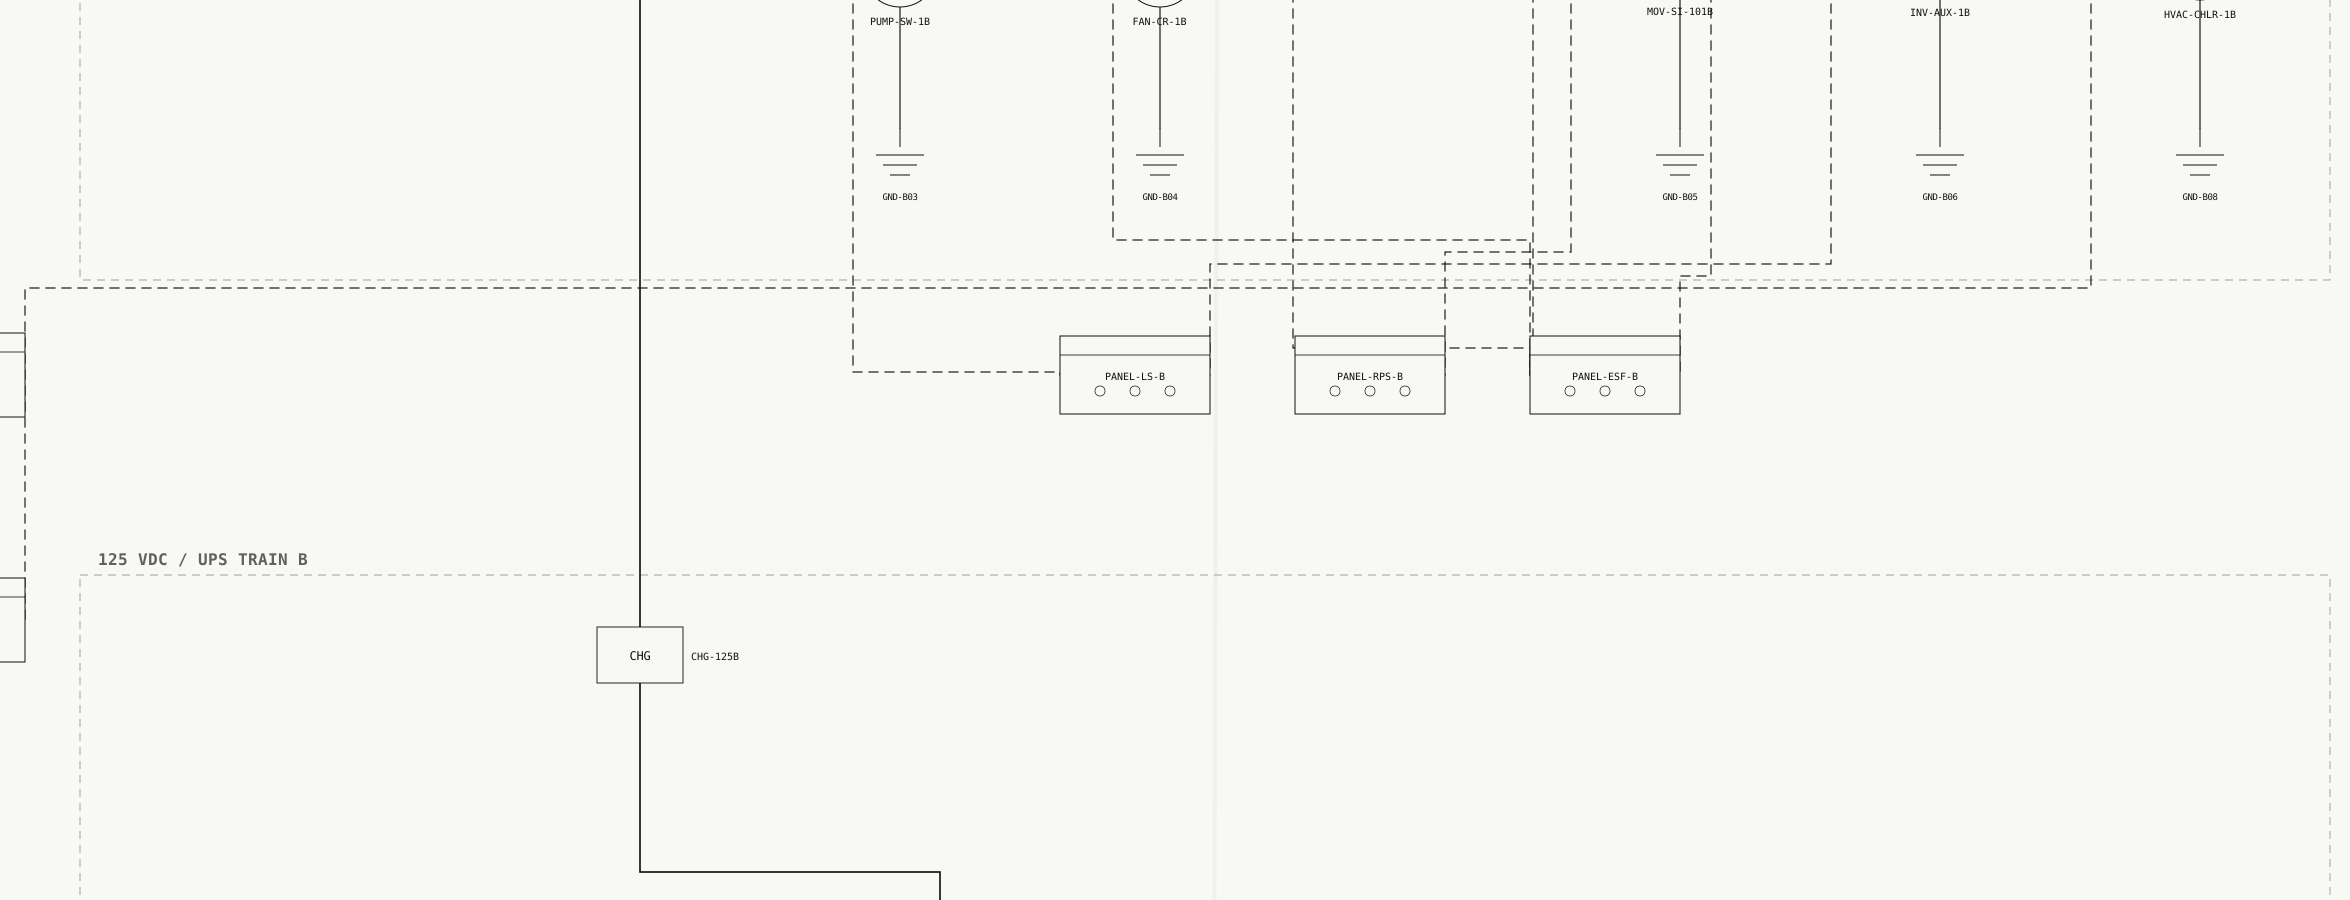 PUMP-SW-1B
FAN-CR-1B
MOV-SI-101B
INV-AUX-1B
HVAC-CHLR-1B
GND-B03
GND-B04
GND-B05
GND-B06
GND-B08
PANEL-LS-B
PANEL-RPS-B
PANEL-ESF-B
125 VDC / UPS TRAIN B
CHG
CHG-125B